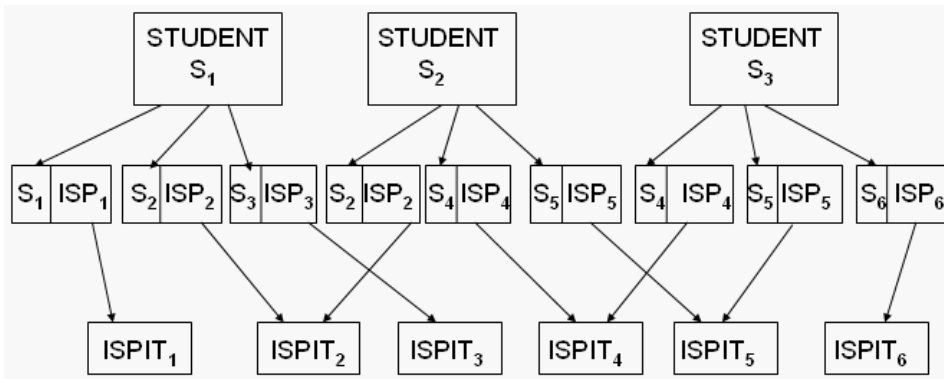 STUDENT
S₁
STUDENT
S₂
STUDENT
S₃
S₁ ISP₁
S₂ ISP₂
S₃ ISP₃
S₂ ISP₂
S₄ ISP₄
S₅ ISP₅
S₄ ISP₄
S₅ ISP₅
S₆ ISP₆
ISPIT₁
ISPIT₂
ISPIT₃
ISPIT₄
ISPIT₅
ISPIT₆